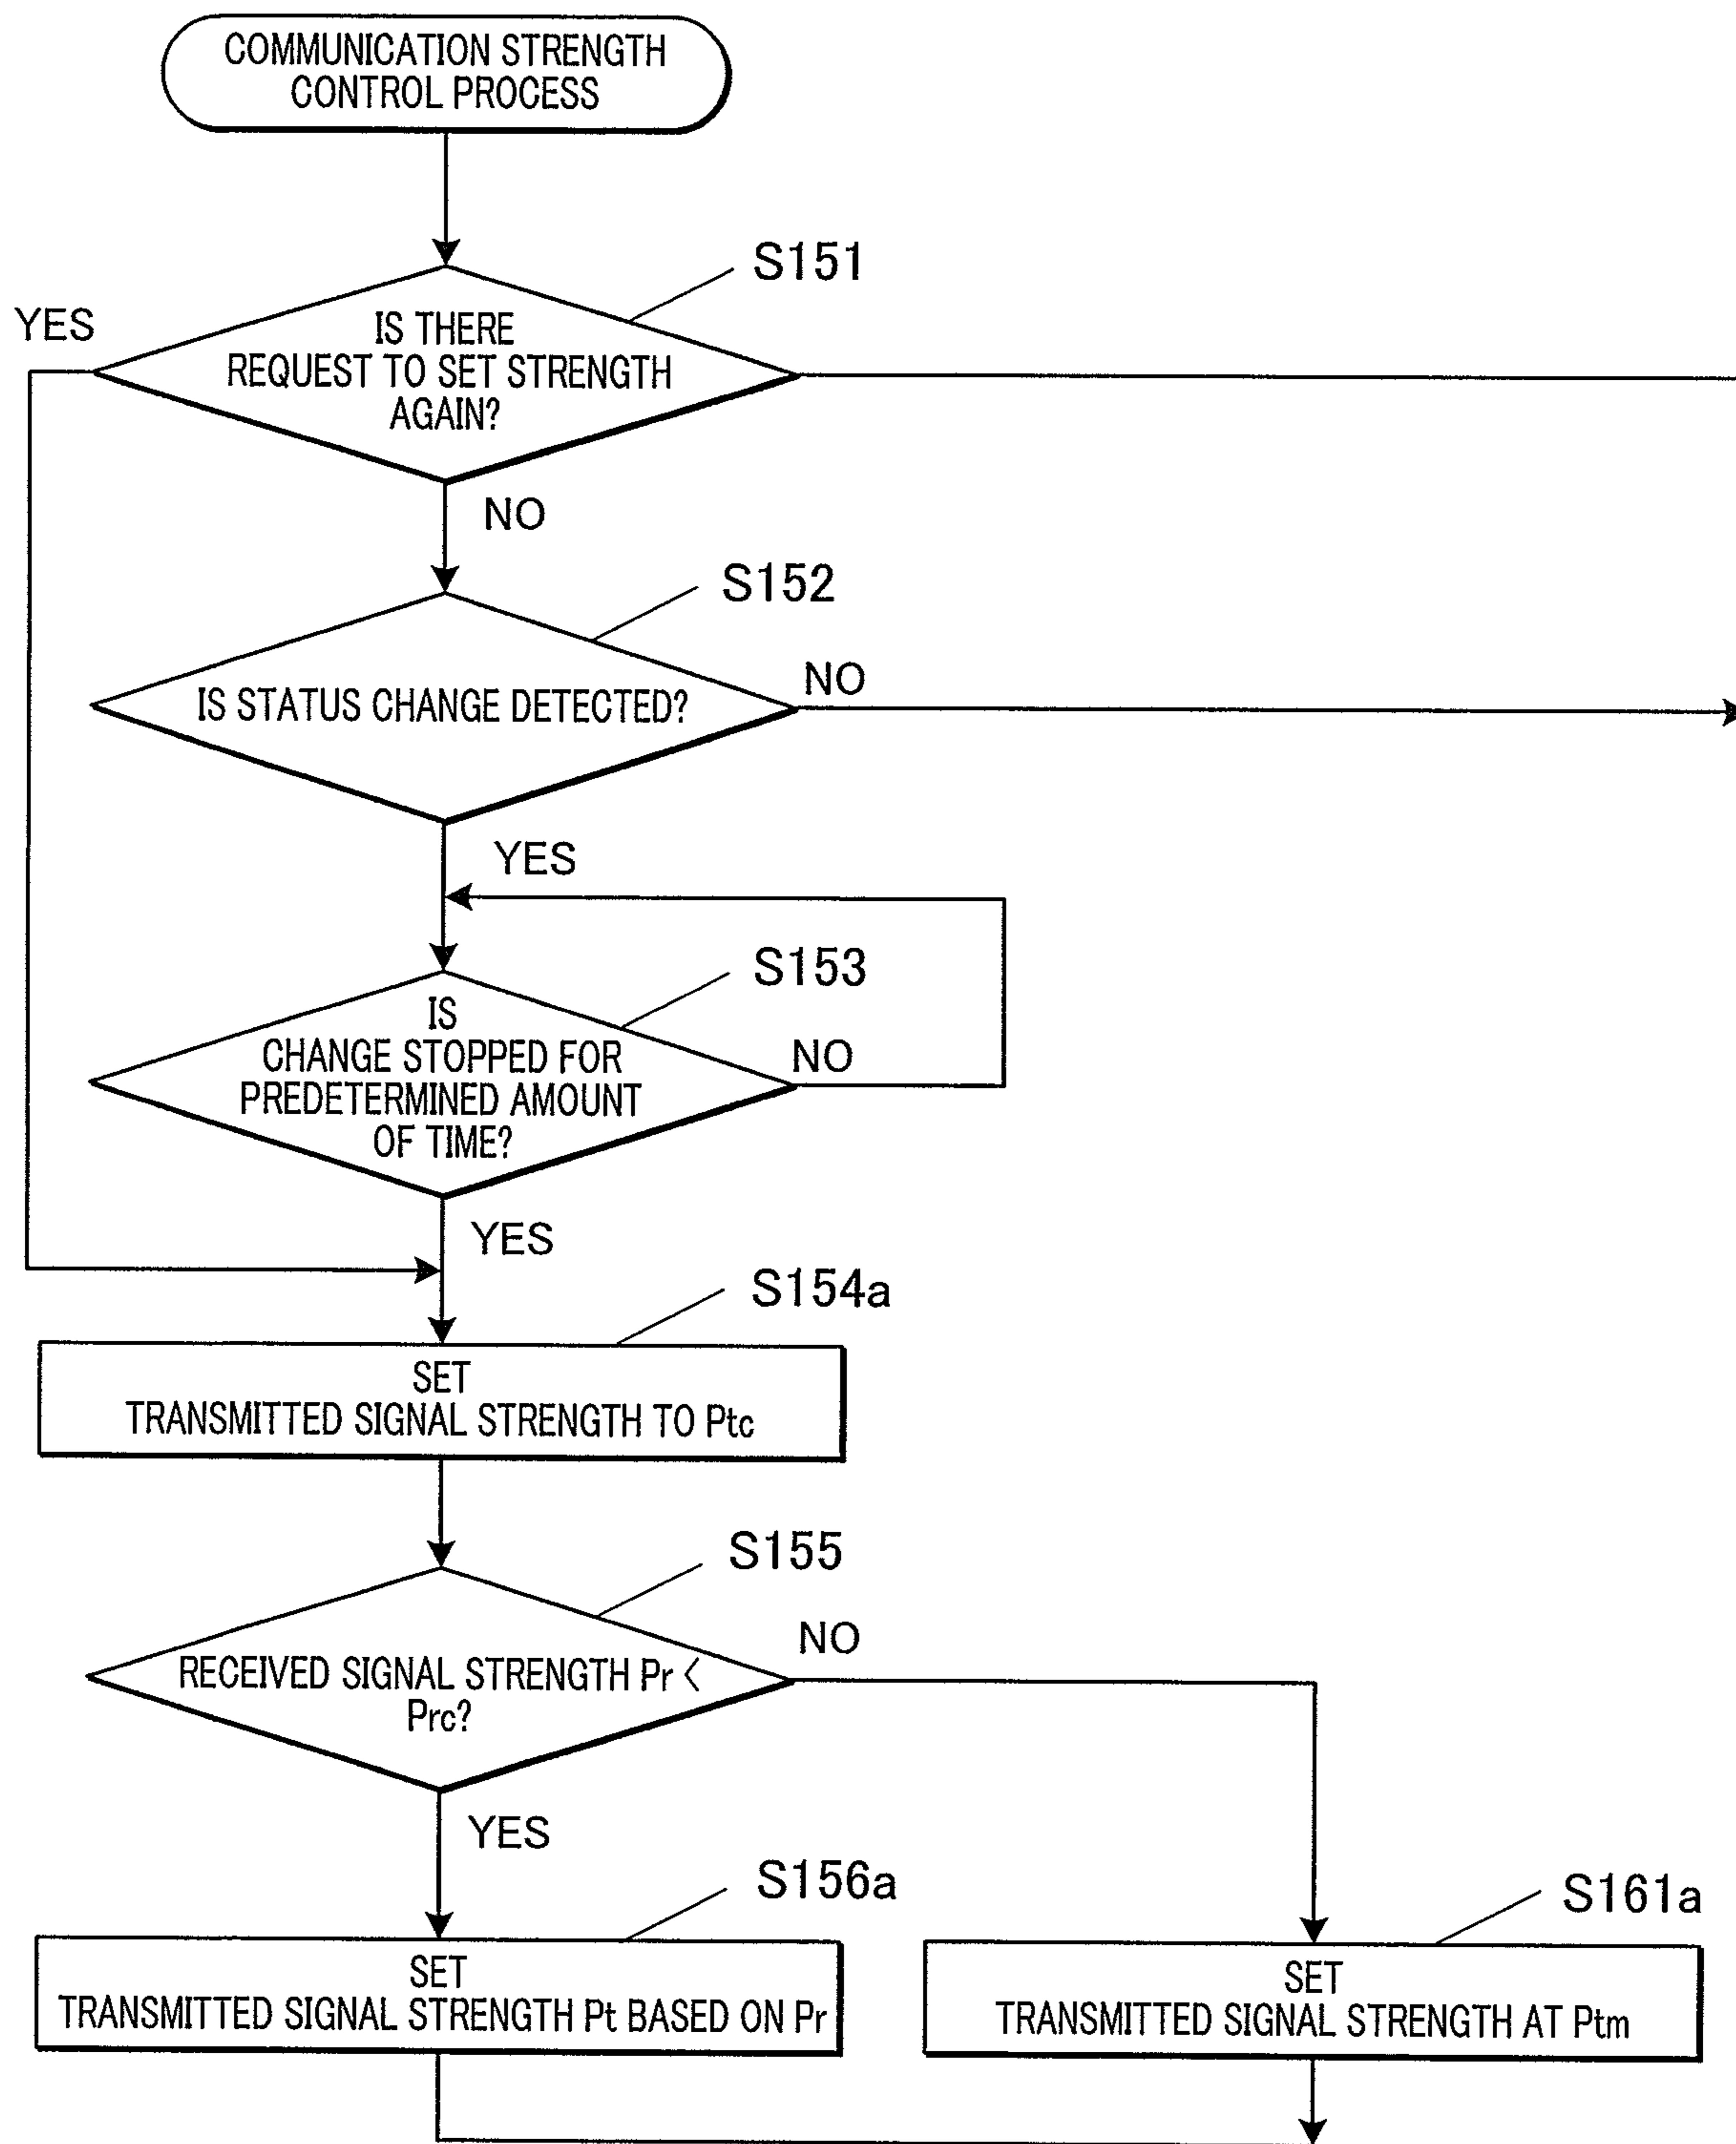 COMMUNICATION STRENGTH
CONTROL PROCESS
S151
YES
IS THERE
REQUEST TO SET STRENGTH
AGAIN?
NO
S152
NO
IS STATUS CHANGE DETECTED?
YES
S153
IS
CHANGE STOPPED FOR
PREDETERMINED AMOUNT
OF TIME?
NO
YES
S154a
SET
TRANSMITTED SIGNAL STRENGTH TO Ptc
S155
NO
RECEIVED SIGNAL STRENGTH Pr <
Prc?
YES
S156a
S161a
SET
TRANSMITTED SIGNAL STRENGTH Pt BASED ON Pr
SET
TRANSMITTED SIGNAL STRENGTH AT Ptm